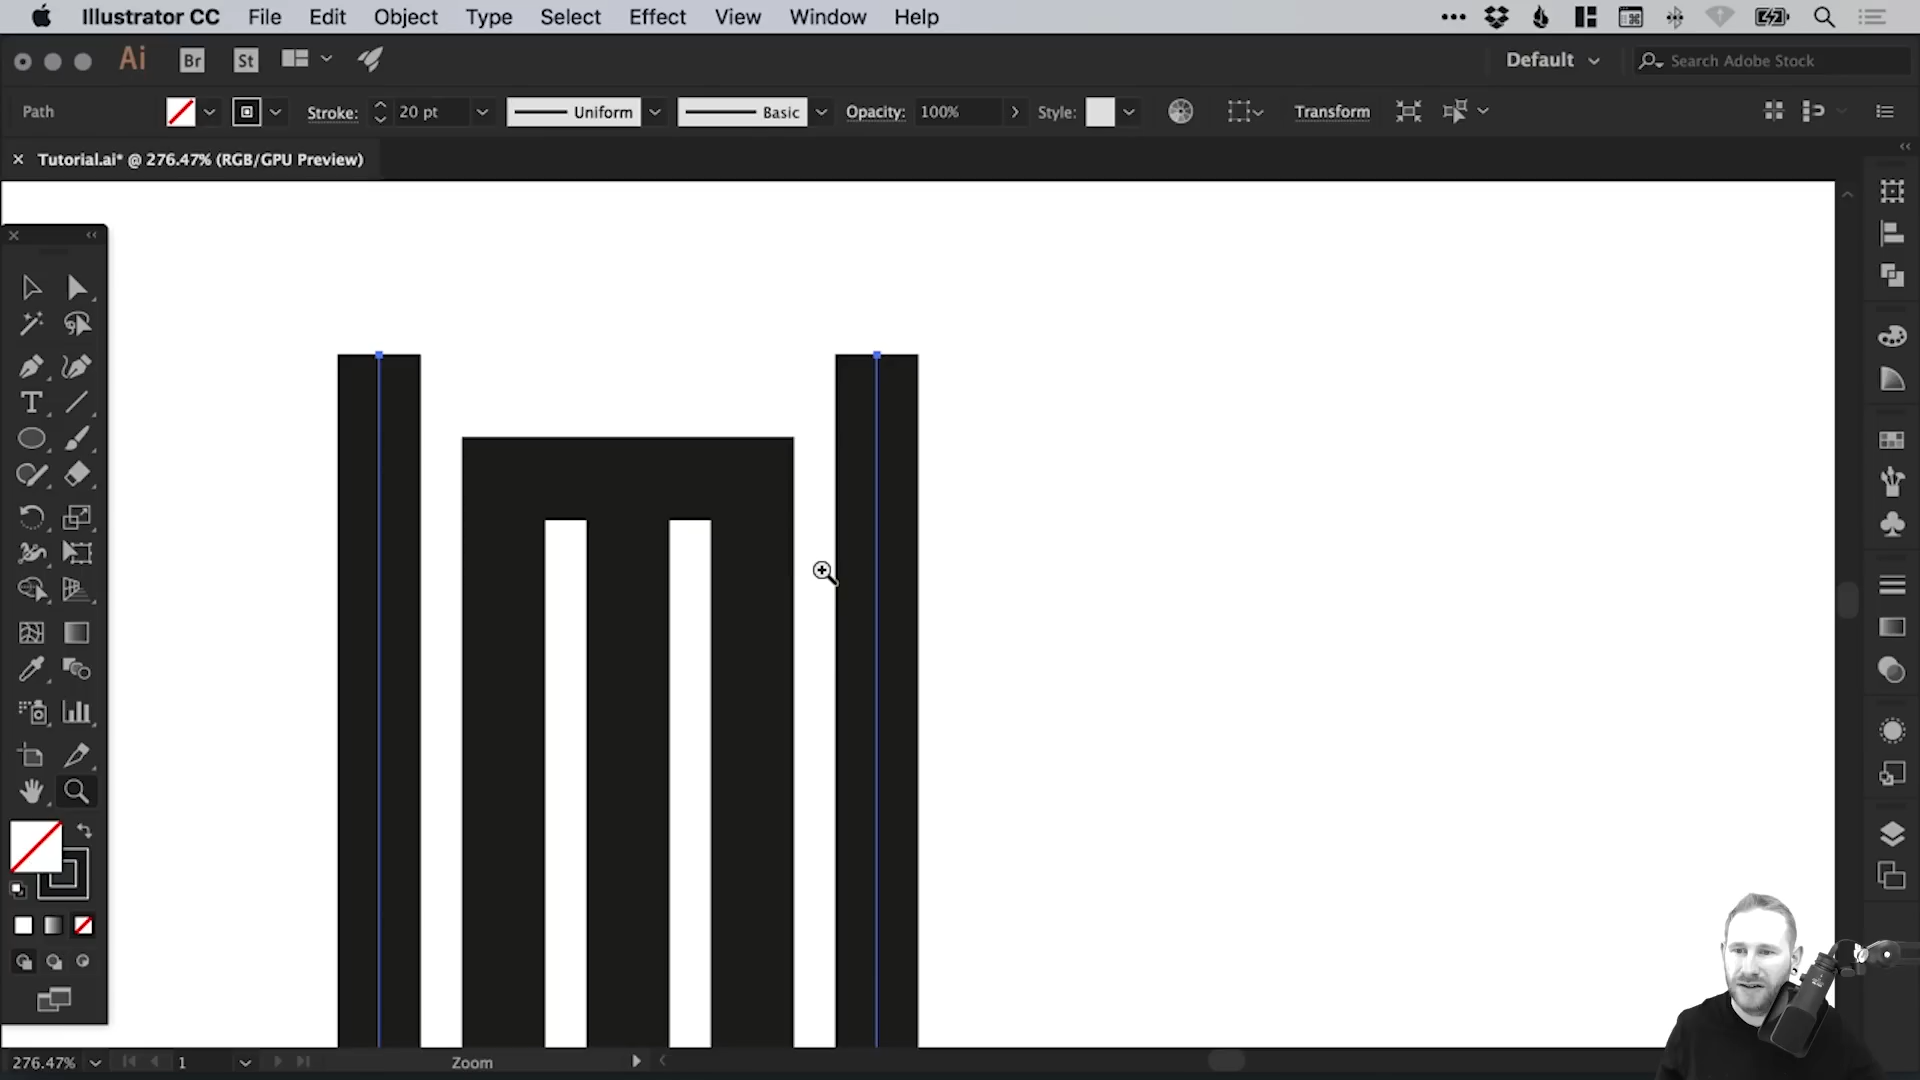 Illustrator CC File Edit Object Type Select Effect View Window Help
Ai Br St Default Search Adobe Stock
Path Stroke: 20 pt Uniform Basic Opacity: 100% Style: Transform
Tutorial.ai* @ 276.47% (RGB/GPU Preview)
276.47% 1 Zoom